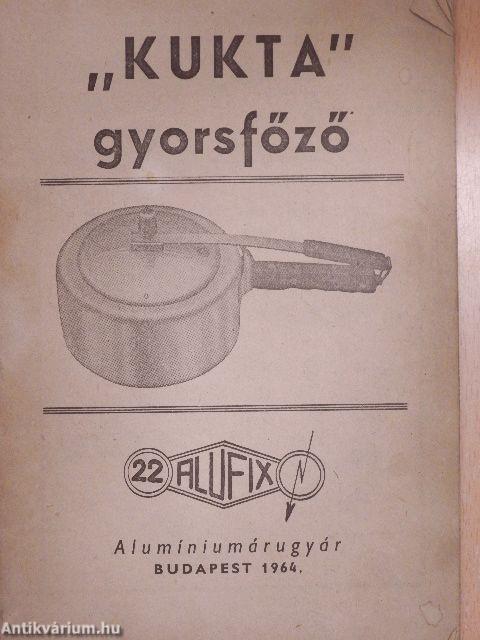 „KUKTA”
gyorsfőző
22 ALUFIX
Alumíniumárugyár
BUDAPEST 1964.
Antikvárium.hu